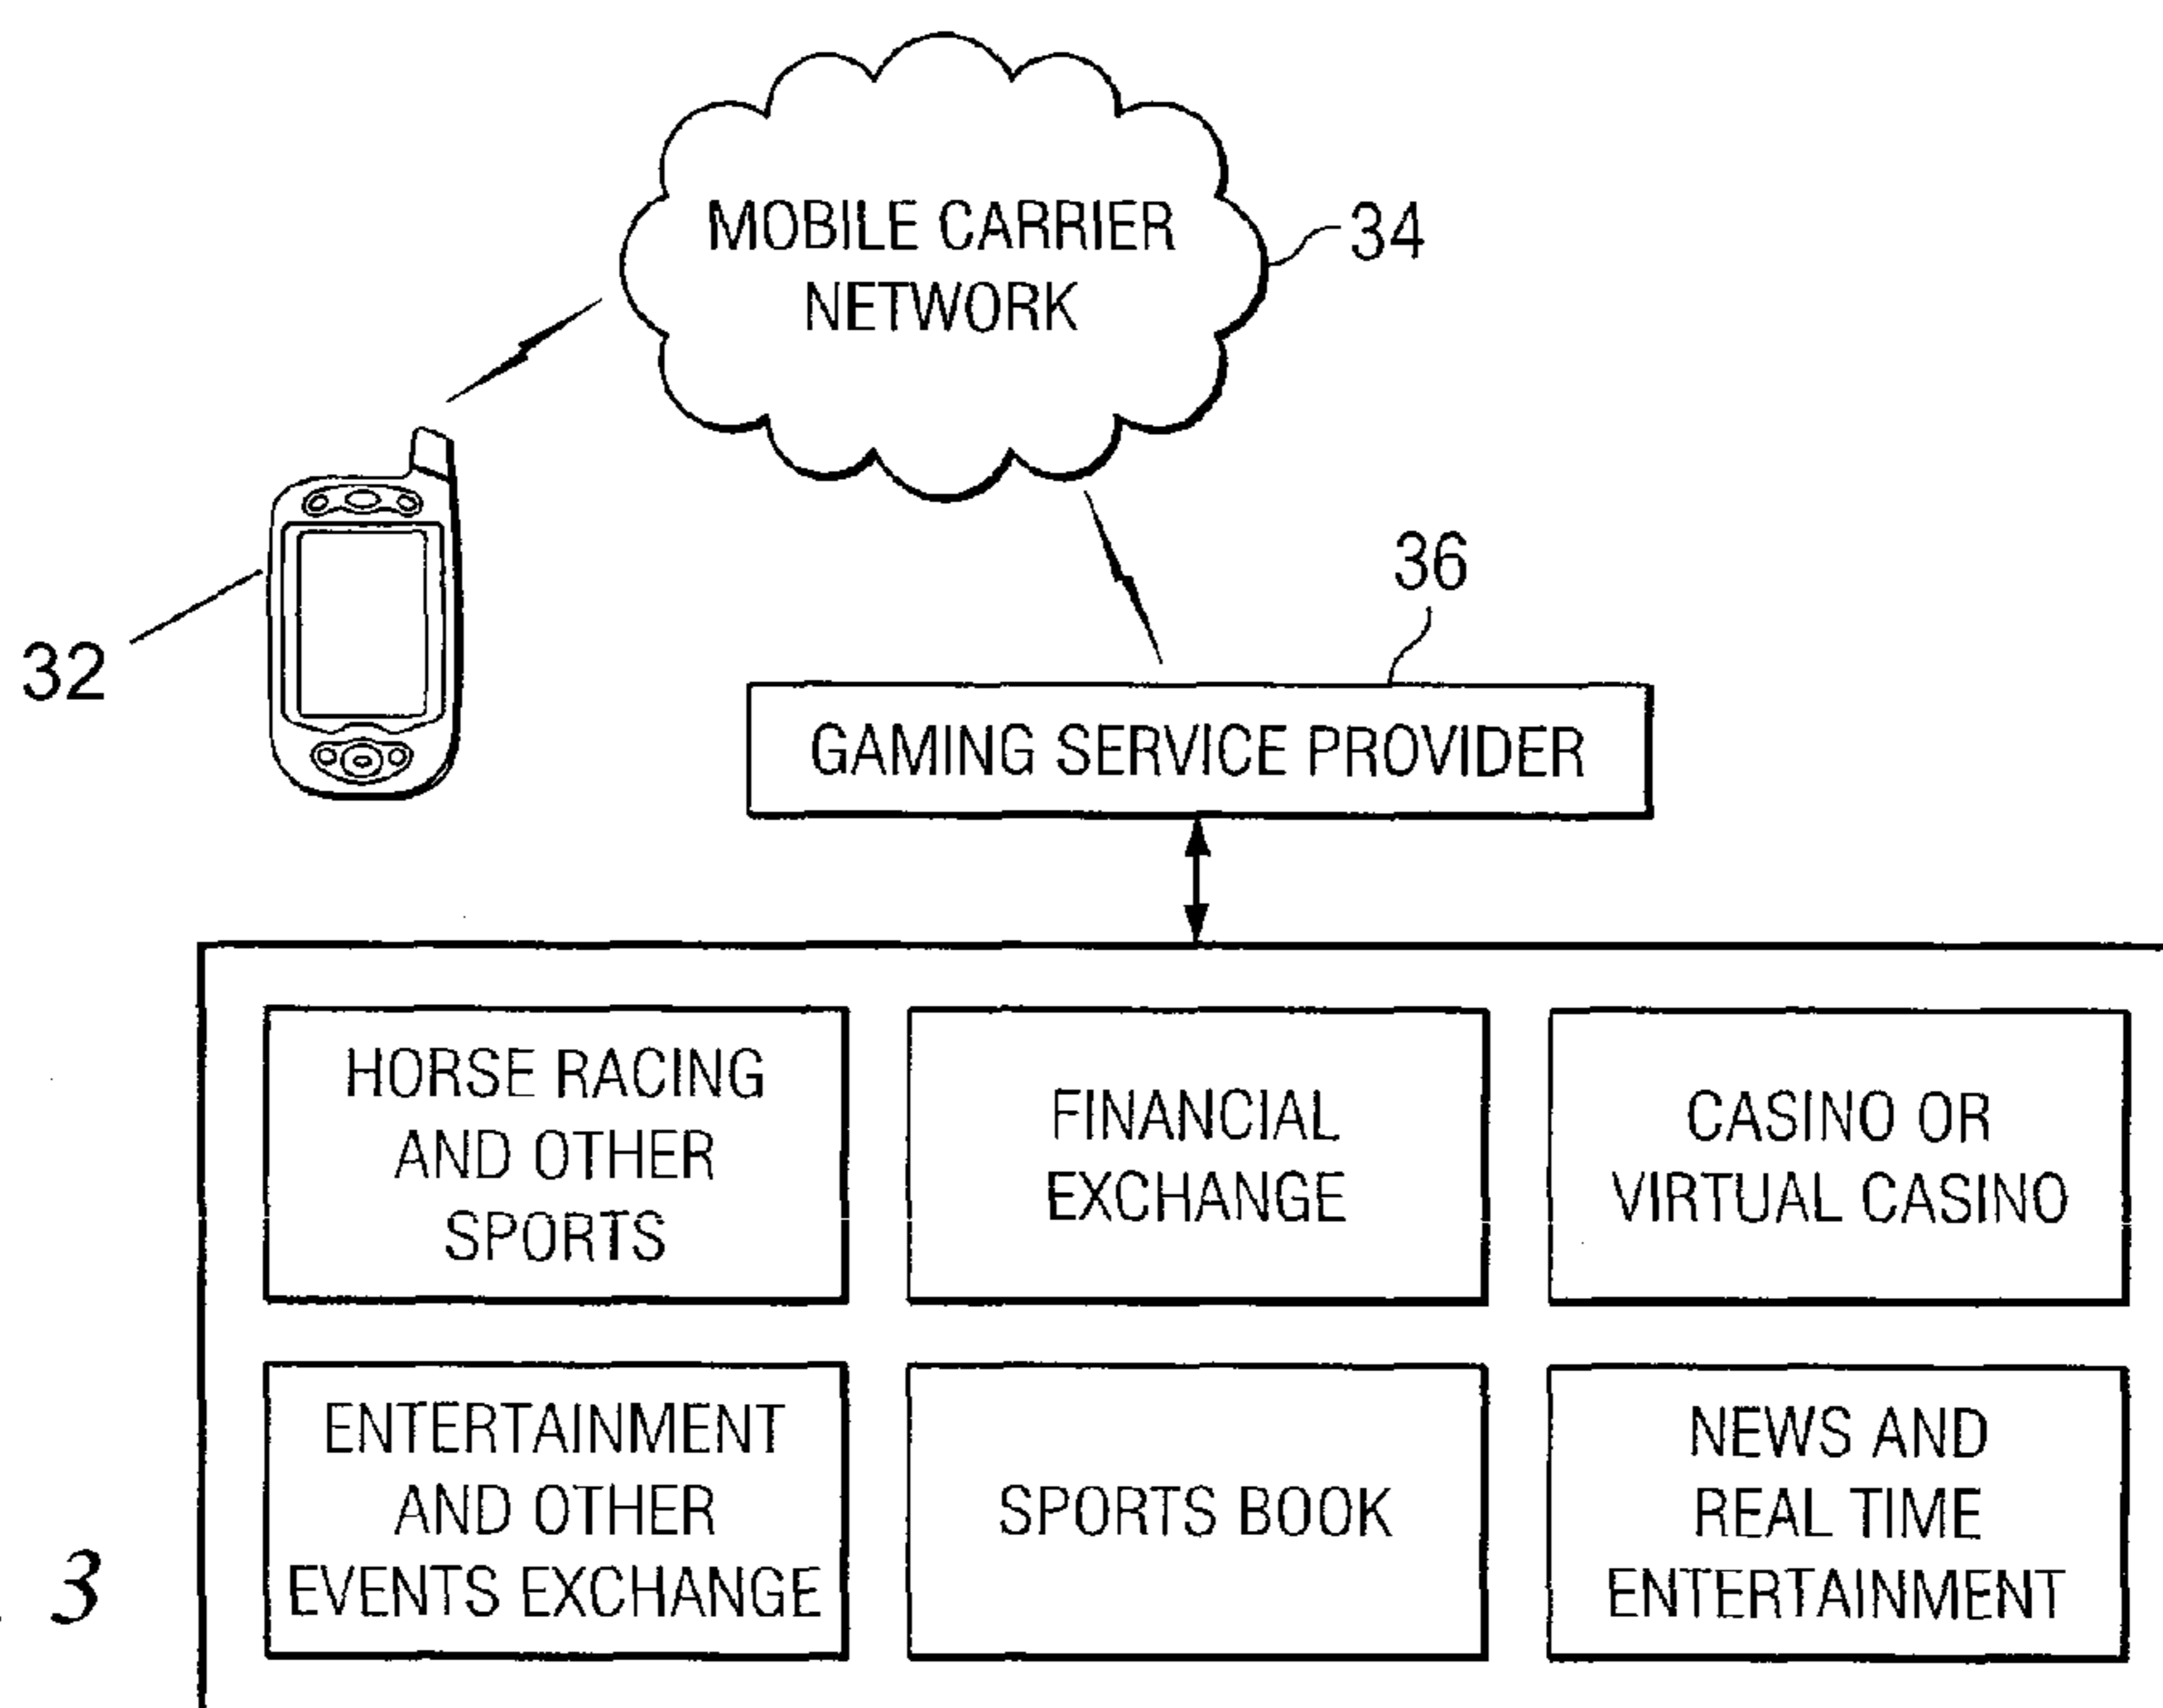 MOBILE CARRIER
NETWORK
34
36
32
GAMING SERVICE PROVIDER
HORSE RACING
AND OTHER
SPORTS
FINANCIAL
EXCHANGE
CASINO OR
VIRTUAL CASINO
ENTERTAINMENT
AND OTHER
EVENTS EXCHANGE
SPORTS BOOK
NEWS AND
REAL TIME
ENTERTAINMENT
3